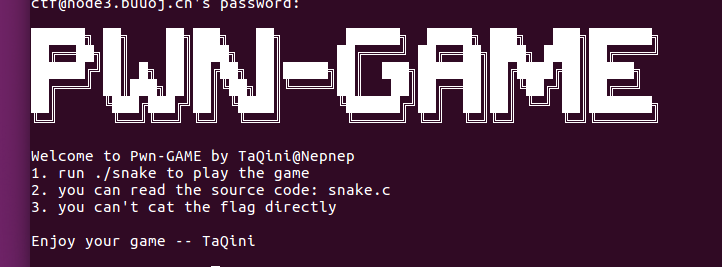 ctf@node3.buuoj.cn's password:
PWN-GAME
Welcome to Pwn-GAME by TaQini@Nepnep
1. run ./snake to play the game
2. you can read the source code: snake.c
3. you can't cat the flag directly
Enjoy your game -- TaQini